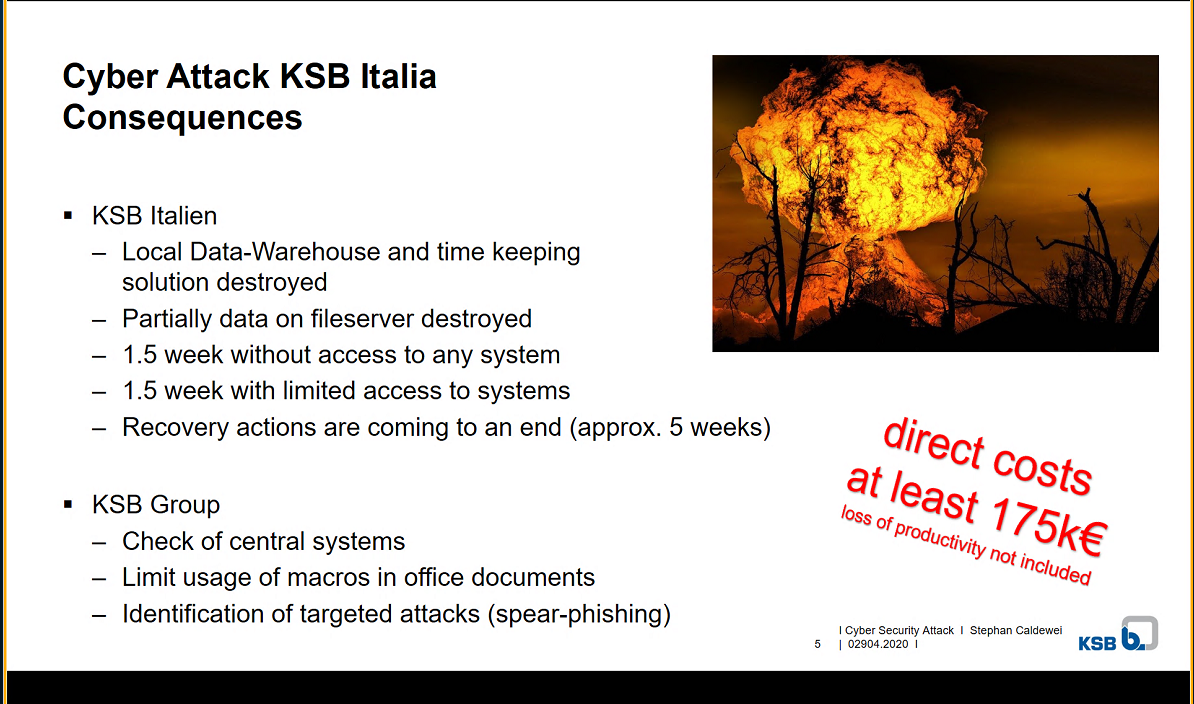 Cyber Attack KSB Italia
Consequences
▪ KSB Italien
– Local Data-Warehouse and time keeping
solution destroyed
– Partially data on fileserver destroyed
– 1.5 week without access to any system
– 1.5 week with limited access to systems
– Recovery actions are coming to an end (approx. 5 weeks)
▪ KSB Group
– Check of central systems
– Limit usage of macros in office documents
– Identification of targeted attacks (spear-phishing)
direct costs
at least 175k€
loss of productivity not included
I Cyber Security Attack I Stephan Caldewei
5 | 02904.2020 I
KSB b.